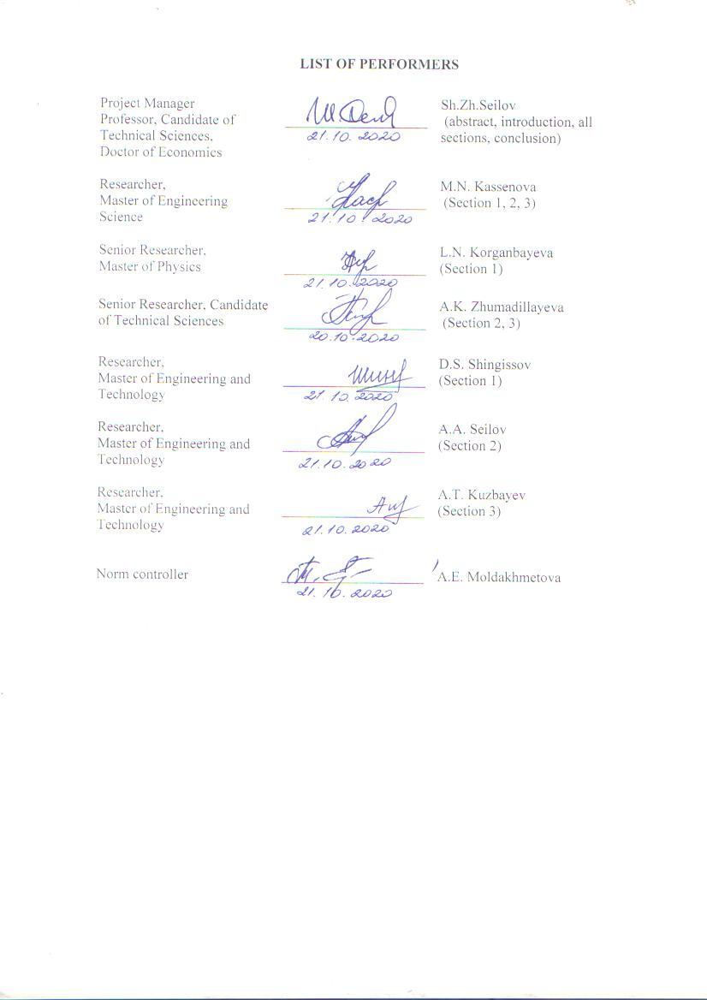 LIST OF PERFORMERS
Project Manager
Professor, Candidate of
Technical Sciences,
Doctor of Economics
21.10.2020
Sh.Zh.Seilov
(abstract, introduction, all
sections, conclusion)
Researcher,
Master of Engineering
Science
21.10.2020
M.N. Kassenova
(Section 1, 2, 3)
Senior Researcher,
Master of Physics
21.10.2020
L.N. Korganbayeva
(Section 1)
Senior Researcher, Candidate
of Technical Sciences
20.10.2020
A.K. Zhumadillayeva
(Section 2, 3)
Researcher,
Master of Engineering and
Technology
21.10.2020
D.S. Shingissov
(Section 1)
Researcher,
Master of Engineering and
Technology
21.10.2020
A.A. Seilov
(Section 2)
Researcher,
Master of Engineering and
Technology
21.10.2020
A.T. Kuzbayev
(Section 3)
Norm controller
21.10.2020
A.E. Moldakhmetova